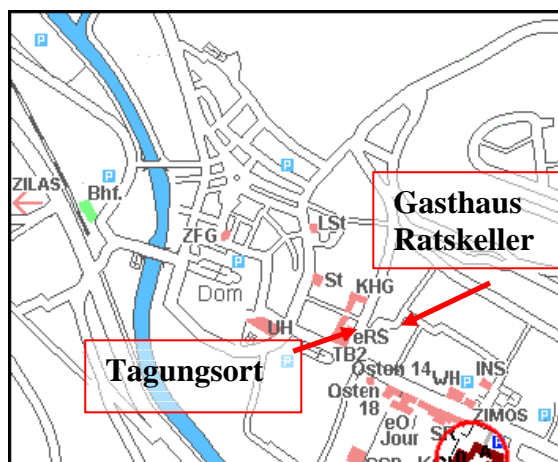 P
P
P
P
P
P
P
P
ZILAS
Bhf.
ZFG
LSt
Gasthaus
Ratskeller
Dom
St
KHG
UH
eRS
TB2
Tagungsort
Osten 14
WH
INS
Osten
18
ZIMOS
eO/
Jour